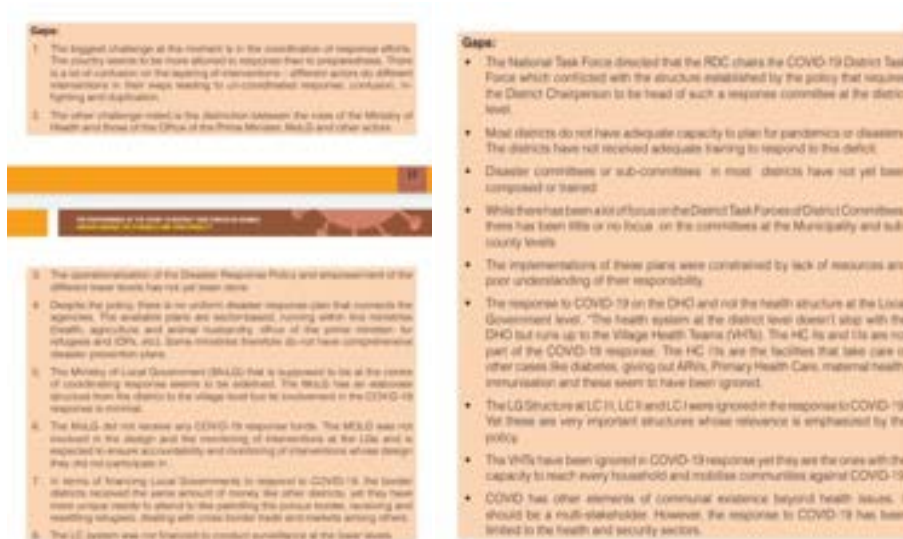 Gaps:
1. The biggest challenge at the moment is in the coordination of response efforts.
The country seems to be more allowed to response than to preparedness. There
is a lot of confusion on the layering of interventions - different actors do different
interventions in their ways leading to un-coordinated response, confusion, in-
fighting and duplication.
2. The other challenge noted is the distinction between the roles of the Ministry of
Health and those of the Office of the Prime Minister, MoLG and other actors.
3. The operationalisation of the Disaster Response Policy and empowerment of the
different lower levels has not yet been done.
4. Despite the policy, there is no uniform disaster response plan that connects the
agencies. The available plans are sector-based, running within line ministries
(health, agriculture and animal husbandry, office of the prime minister for
refugees and IDPs, etc). Some ministries therefore do not have comprehensive
disaster prevention plans.
5. The Ministry of Local Government (MoLG) that is supposed to be at the centre
of coordinating response seems to be sidelined. The MoLG has an elaborate
structure from the district to the village level but its involvement in the COVID-19
response is minimal.
6. The MoLG did not receive any COVID-19 response funds. The MOLG was not
involved in the design and the monitoring of interventions at the LGs and is
expected to ensure accountability and monitoring of interventions whose design
they did not participate in.
7. In terms of financing Local Governments to respond to COVID-19, the border
districts received the same amount of money like other districts, yet they have
more unique needs to attend to like patrolling the porous border, receiving and
resettling refugees, dealing with cross border trade and markets among others.
8. The LC system was not financed to conduct surveillance at the lower levels.
Gaps:
• The National Task Force directed that the RDC chairs the COVID-19 District Task
Force which conflicted with the structure established by the policy that required
the District Chairperson to be head of such a response committee at the district
level.
• Most districts do not have adequate capacity to plan for pandemics or disasters.
The districts have not received adequate training to respond to this deficit.
• Disaster committees or sub-committees in most districts have not yet been
composed or trained.
• While there has been a lot of focus on the District Task Forces of District Committees,
there has been little or no focus on the committees at the Municipality and sub-
county levels.
• The implementations of these plans were constrained by lack of resources and
poor understanding of their responsibility.
• The response to COVID-19 on the DHO and not the health structure at the Local
Government level. "The health system at the district level doesn't stop with the
DHO but runs up to the Village Health Teams (VHTs). The HC IIs and IIIs are not
part of the COVID-19 response. The HC IIIs are the facilities that take care of
other cases like diabetes, giving out ARVs, Primary Health Care, maternal health,
immunisation and these seem to have been ignored.
• The LG Structure at LC III, LC II and LC I were ignored in the response to COVID-19.
Yet these are very important structures whose relevance is emphasized by the
policy.
• The VHTs have been ignored in COVID-19 response yet they are the ones with the
capacity to reach every household and mobilise communities against COVID-19.
• COVID has other elements of communal existence beyond health issues. It
should be a multi-stakeholder. However, the response to COVID-19 has been
limited to the health and security sectors.